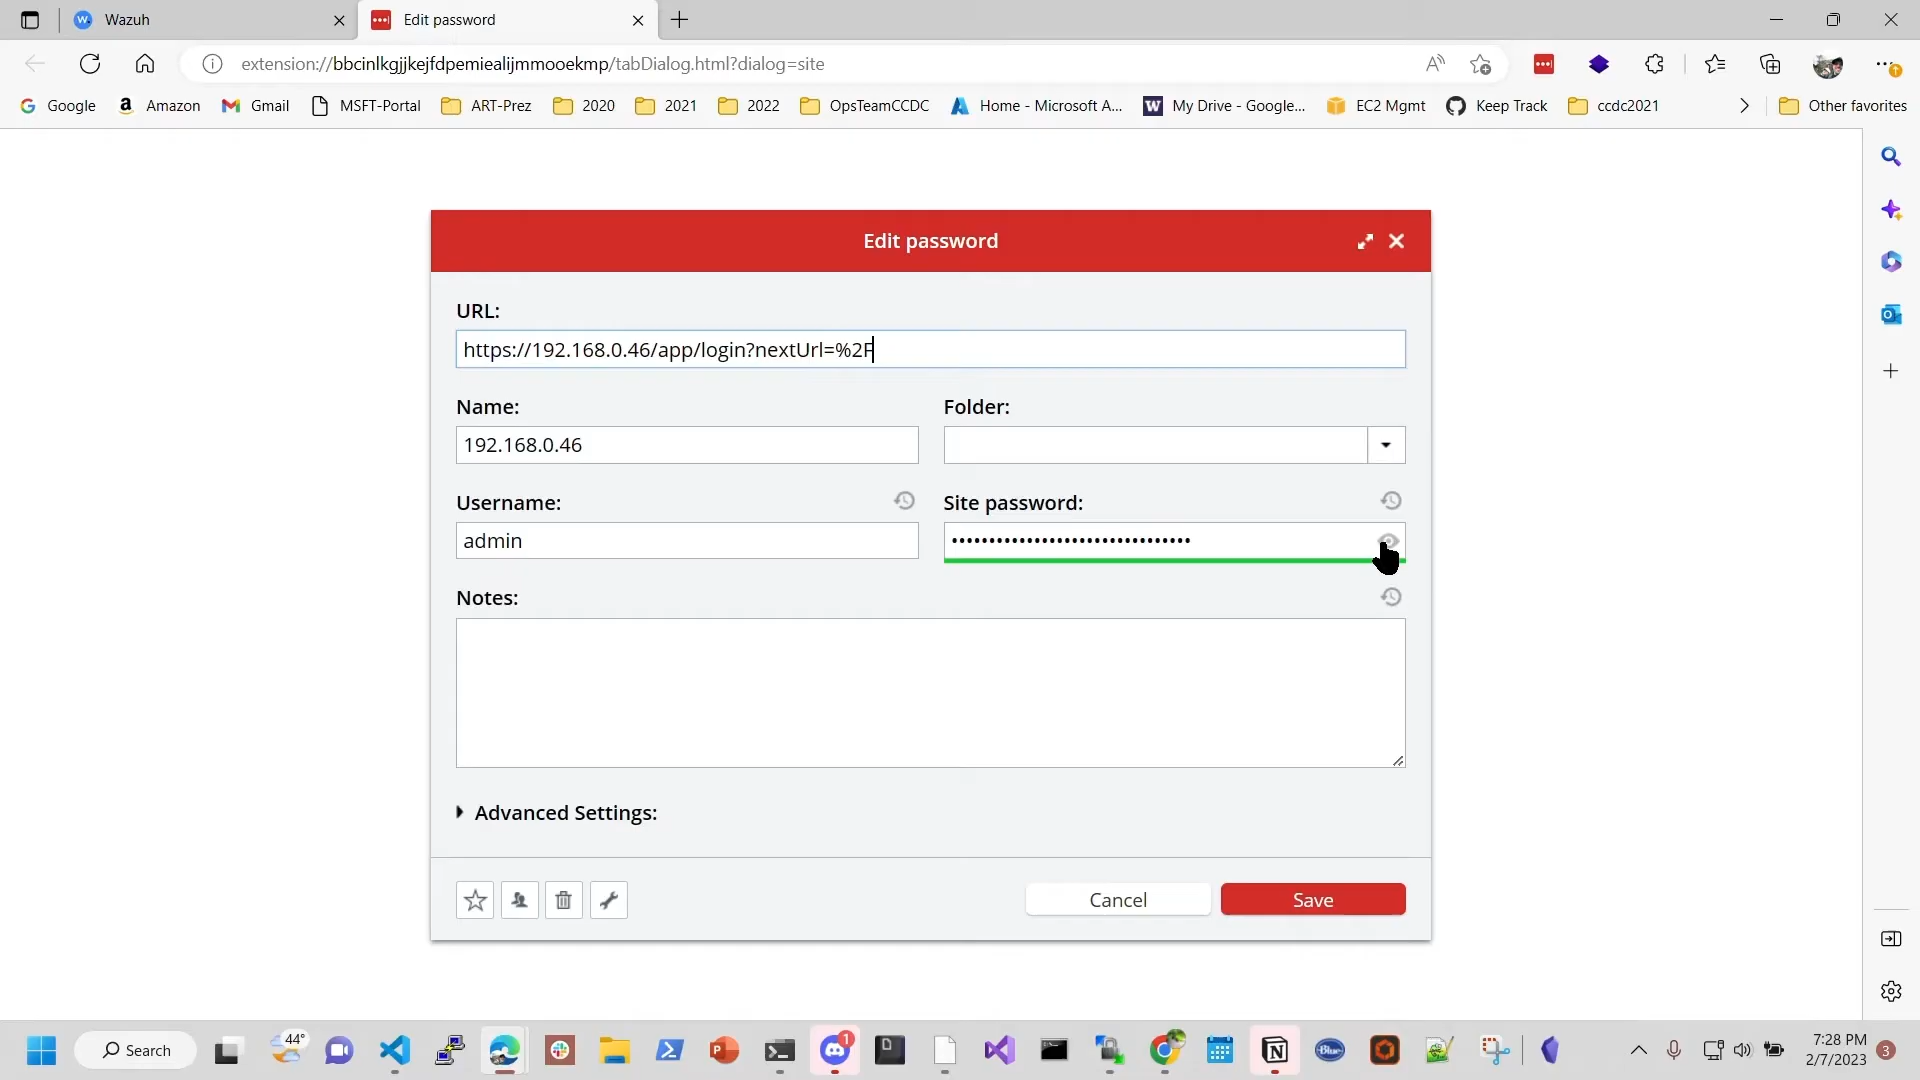 Wazuh
Edit password
extension://bbcinlkgjjkejfdpemiealijmmooekmp/tabDialog.html?dialog=site
Google
Amazon
Gmail
MSFT-Portal
ART-Prez
2020
2021
2022
OpsTeamCCDC
Home - Microsoft A...
My Drive - Google...
EC2 Mgmt
Keep Track
ccdc2021
Other favorites
Edit password
URL:
https://192.168.0.46/app/login?nextUrl=%2F
Name:
Folder:
192.168.0.46
Username:
Site password:
admin
••••••••••••••••••••••••••••••••
Notes:
Advanced Settings:
Cancel
Save
Search
44°
1
Blue
7:28 PM
2/7/2023
3